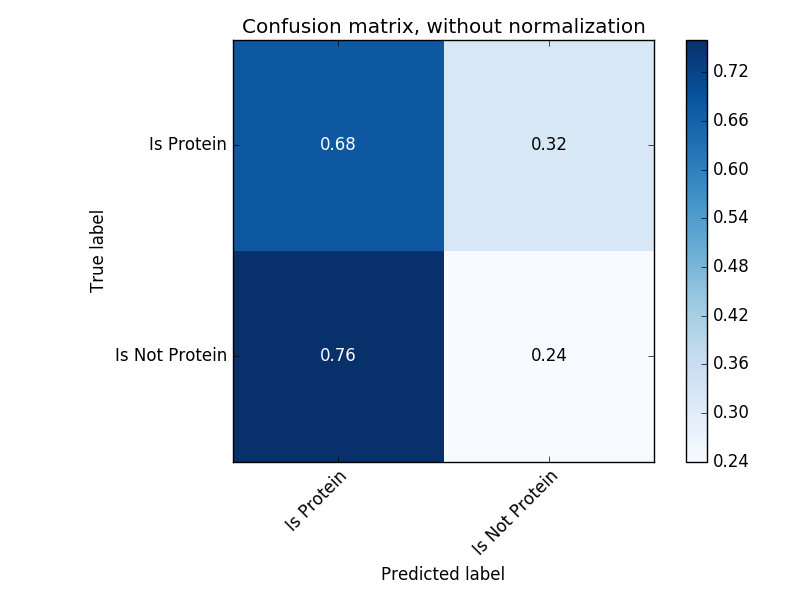 Confusion matrix, without normalization
Is Protein
0.68
0.32
Is Not Protein
0.76
0.24
True label
Is Protein
Is Not Protein
Predicted label
0.72
0.66
0.60
0.54
0.48
0.42
0.36
0.30
0.24